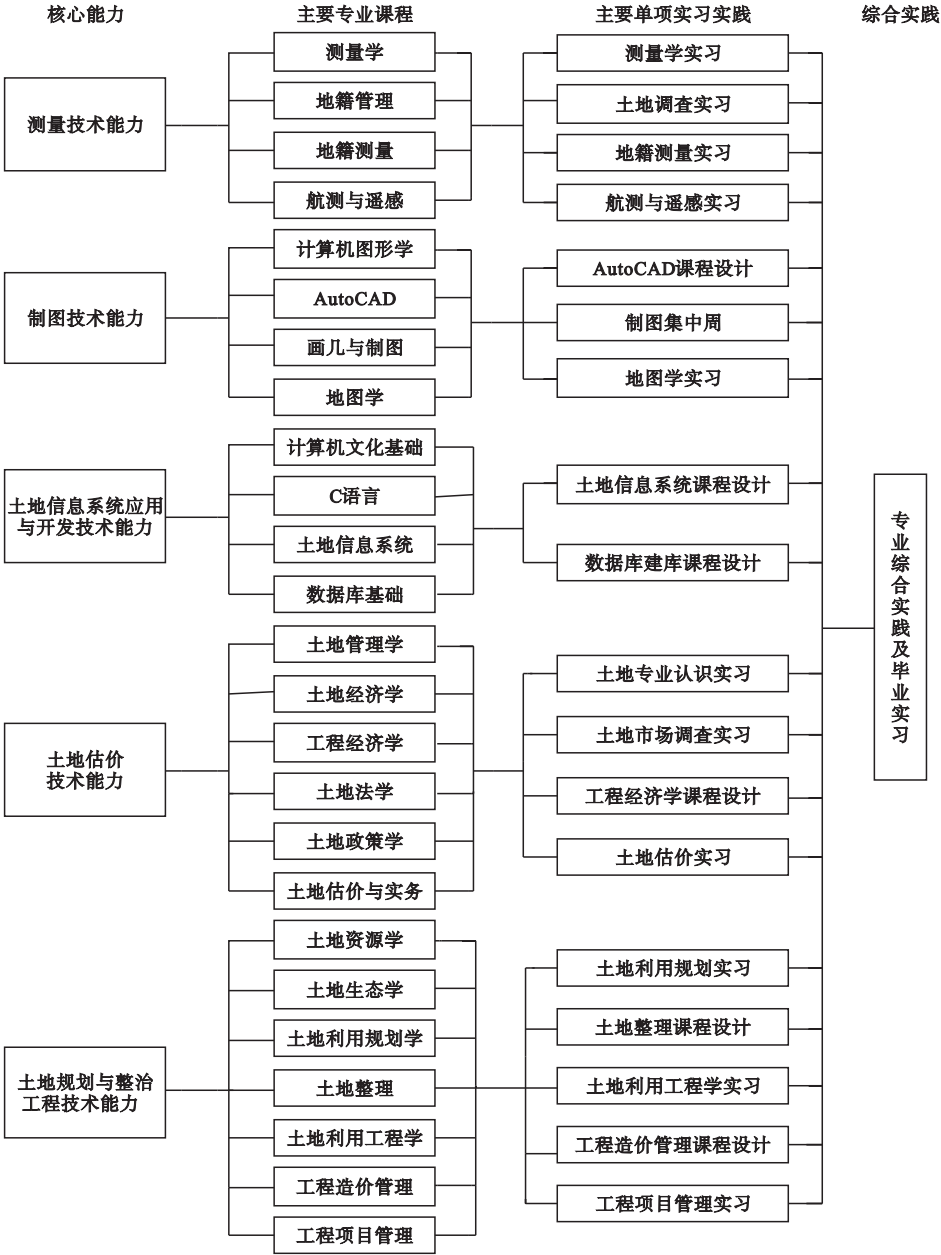 核心能力
主要专业课程
主要单项实习实践
综合实践
测量技术能力
测量学
地籍管理
地籍测量
航测与遥感
测量学实习
土地调查实习
地籍测量实习
航测与遥感实习
制图技术能力
计算机图形学
AutoCAD
画几与制图
地图学
AutoCAD课程设计
制图集中周
地图学实习
土地信息系统应用
与开发技术能力
计算机文化基础
C语言
土地信息系统
数据库基础
土地信息系统课程设计
数据库建库课程设计
土地估价
技术能力
土地管理学
土地经济学
工程经济学
土地法学
土地政策学
土地估价与实务
土地专业认识实习
土地市场调查实习
工程经济学课程设计
土地估价实习
土地规划与整治
工程技术能力
土地资源学
土地生态学
土地利用规划学
土地整理
土地利用工程学
工程造价管理
工程项目管理
土地利用规划实习
土地整理课程设计
土地利用工程学实习
工程造价管理课程设计
工程项目管理实习
专业综合实践及毕业实习